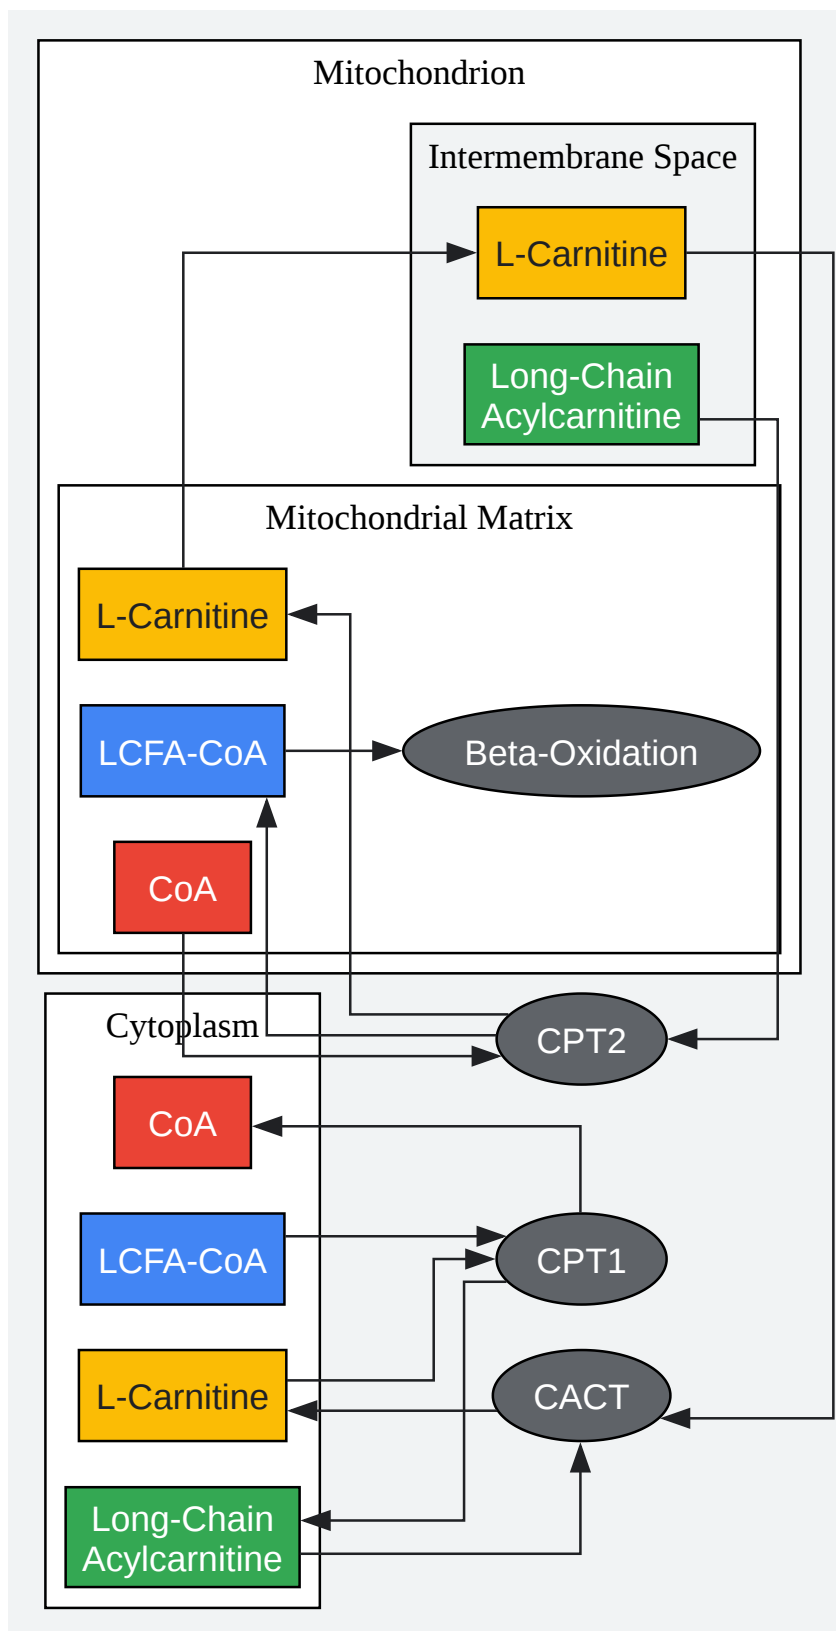 Mitochondrion
Intermembrane Space
L-Carnitine
Long-Chain
Acylcarnitine
Mitochondrial Matrix
L-Carnitine
LCFA-CoA
Beta-Oxidation
CoA
Cytoplasm
CPT2
CoA
LCFA-CoA
CPT1
L-Carnitine
CACT
Long-Chain
Acylcarnitine